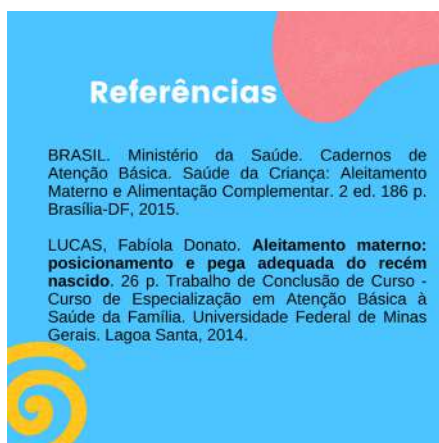 Referências
BRASIL. Ministério da Saúde. Cadernos de
Atenção Básica. Saúde da Criança: Aleitamento
Materno e Alimentação Complementar. 2 ed. 186 p.
Brasília-DF, 2015.
LUCAS, Fabíola Donato. Aleitamento materno:
posicionamento e pega adequada do recém
nascido. 26 p. Trabalho de Conclusão de Curso -
Curso de Especialização em Atenção Básica à
Saúde da Família. Universidade Federal de Minas
Gerais. Lagoa Santa, 2014.